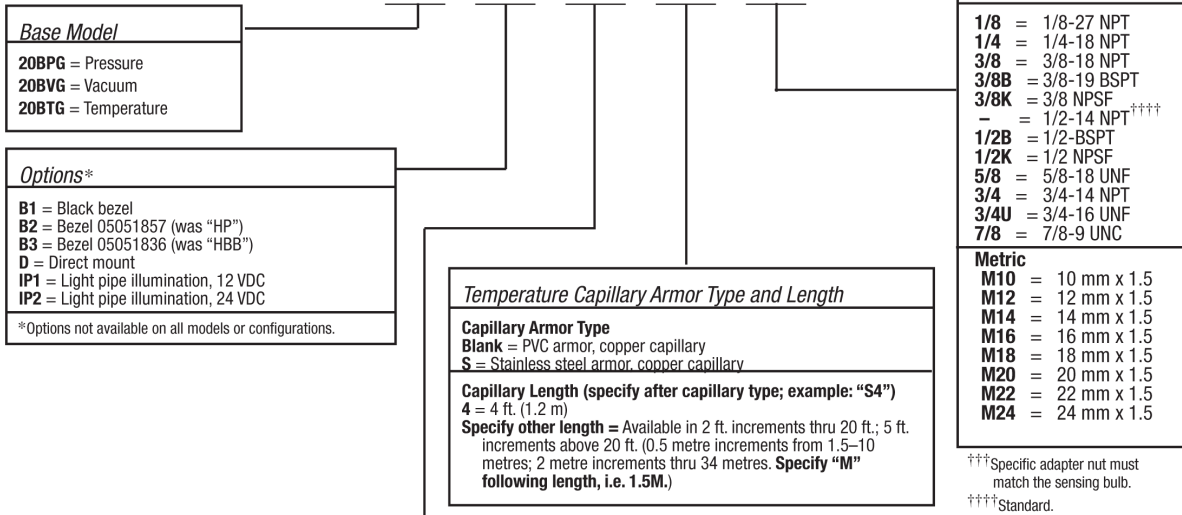 Base Model
20BPG = Pressure
20BVG = Vacuum
20BTG = Temperature
Options*
B1 = Black bezel
B2 = Bezel 05051857 (was “HP”)
B3 = Bezel 05051836 (was “HBB”)
D = Direct mount
IP1 = Light pipe illumination, 12 VDC
IP2 = Light pipe illumination, 24 VDC
*Options not available on all models or configurations.
Temperature Capillary Armor Type and Length
Capillary Armor Type
Blank = PVC armor, copper capillary
S = Stainless steel armor, copper capillary
Capillary Length (specify after capillary type; example: “S4”)
4 = 4 ft. (1.2 m)
Specify other length = Available in 2 ft. increments thru 20 ft.; 5 ft.
increments above 20 ft. (0.5 metre increments from 1.5–10
metres; 2 metre increments thru 34 metres. Specify “M”
following length, i.e. 1.5M.)
1/8 = 1/8-27 NPT
1/4 = 1/4-18 NPT
3/8 = 3/8-18 NPT
3/8B = 3/8-19 BSPT
3/8K = 3/8 NPSF
– = 1/2-14 NPT††††
1/2B = 1/2-BSPT
1/2K = 1/2 NPSF
5/8 = 5/8-18 UNF
3/4 = 3/4-14 NPT
3/4U = 3/4-16 UNF
7/8 = 7/8-9 UNC
Metric
M10 = 10 mm x 1.5
M12 = 12 mm x 1.5
M14 = 14 mm x 1.5
M16 = 16 mm x 1.5
M18 = 18 mm x 1.5
M20 = 20 mm x 1.5
M22 = 22 mm x 1.5
M24 = 24 mm x 1.5
†††Specific adapter nut must
match the sensing bulb.
††††Standard.